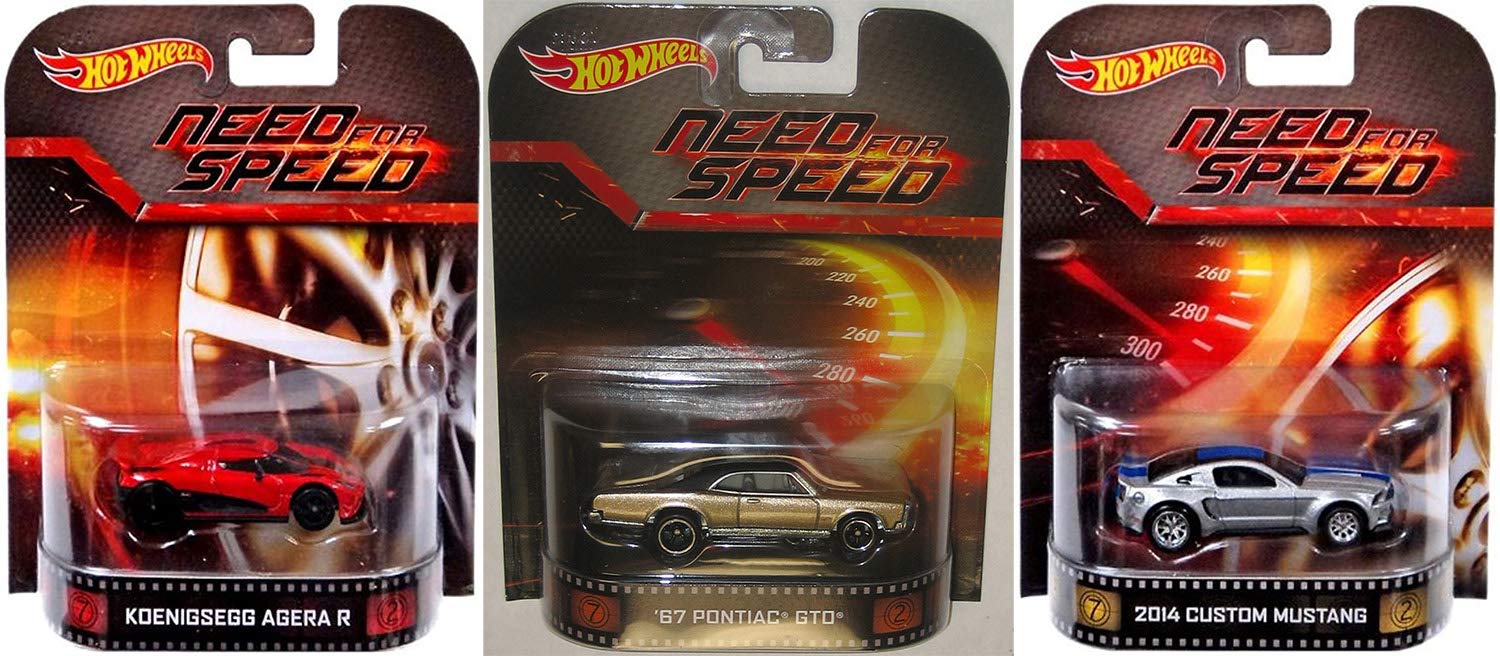 HOT WHEELS
NEED FOR
SPEED
KOENIGSEGG AGERA R
7
2
HOT WHEELS
NEED FOR
SPEED
200
220
240
260
280
300
'67 PONTIAC® GTO®
7
2
HOT WHEELS
NEED FOR
SPEED
240
260
280
300
2014 CUSTOM MUSTANG
7
2